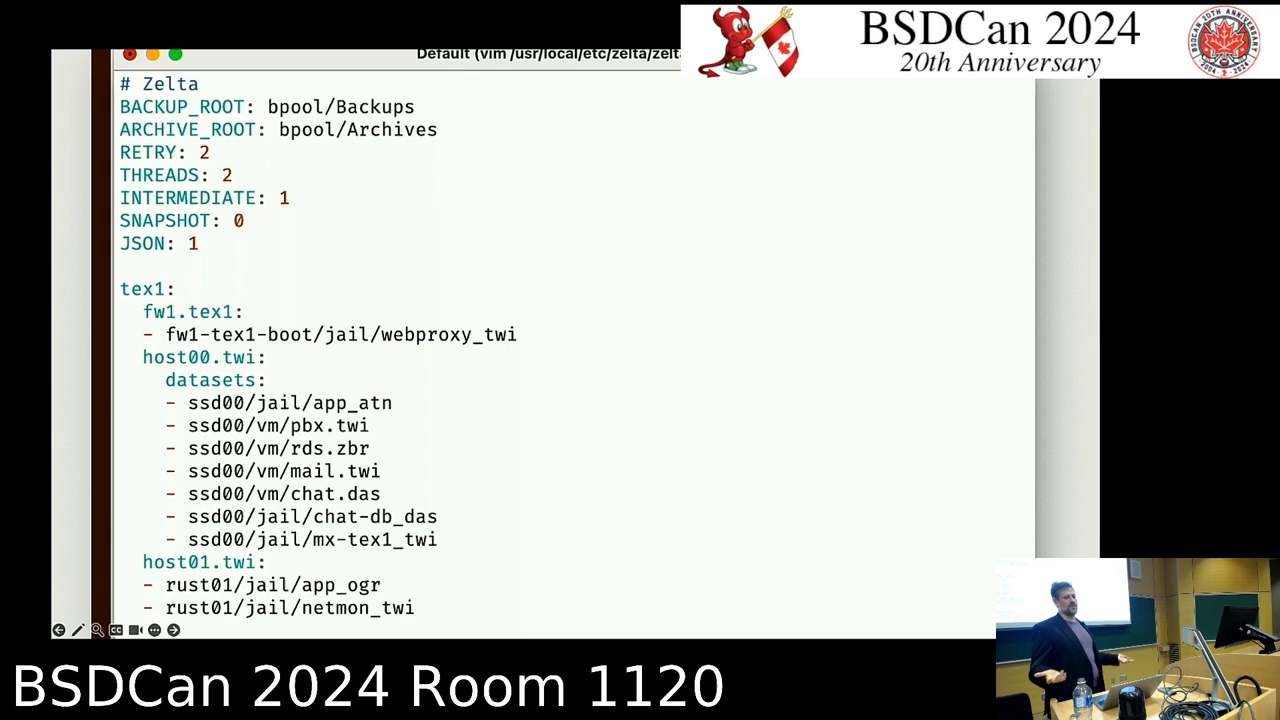 BSDCan 2024
20th Anniversary
Default (vim /usr/local/etc/zelta/zelt
# Zelta
BACKUP_ROOT: bpool/Backups
ARCHIVE_ROOT: bpool/Archives
RETRY: 2
THREADS: 2
INTERMEDIATE: 1
SNAPSHOT: 0
JSON: 1
tex1:
  fw1.tex1:
  - fw1-tex1-boot/jail/webproxy_twi
  host00.twi:
    datasets:
    - ssd00/jail/app_atn
    - ssd00/vm/pbx.twi
    - ssd00/vm/rds.zbr
    - ssd00/vm/mail.twi
    - ssd00/vm/chat.das
    - ssd00/jail/chat-db_das
    - ssd00/jail/mx-tex1_twi
  host01.twi:
  - rust01/jail/app_ogr
  - rust01/jail/netmon_twi
CC
BSDCan 2024 Room 1120